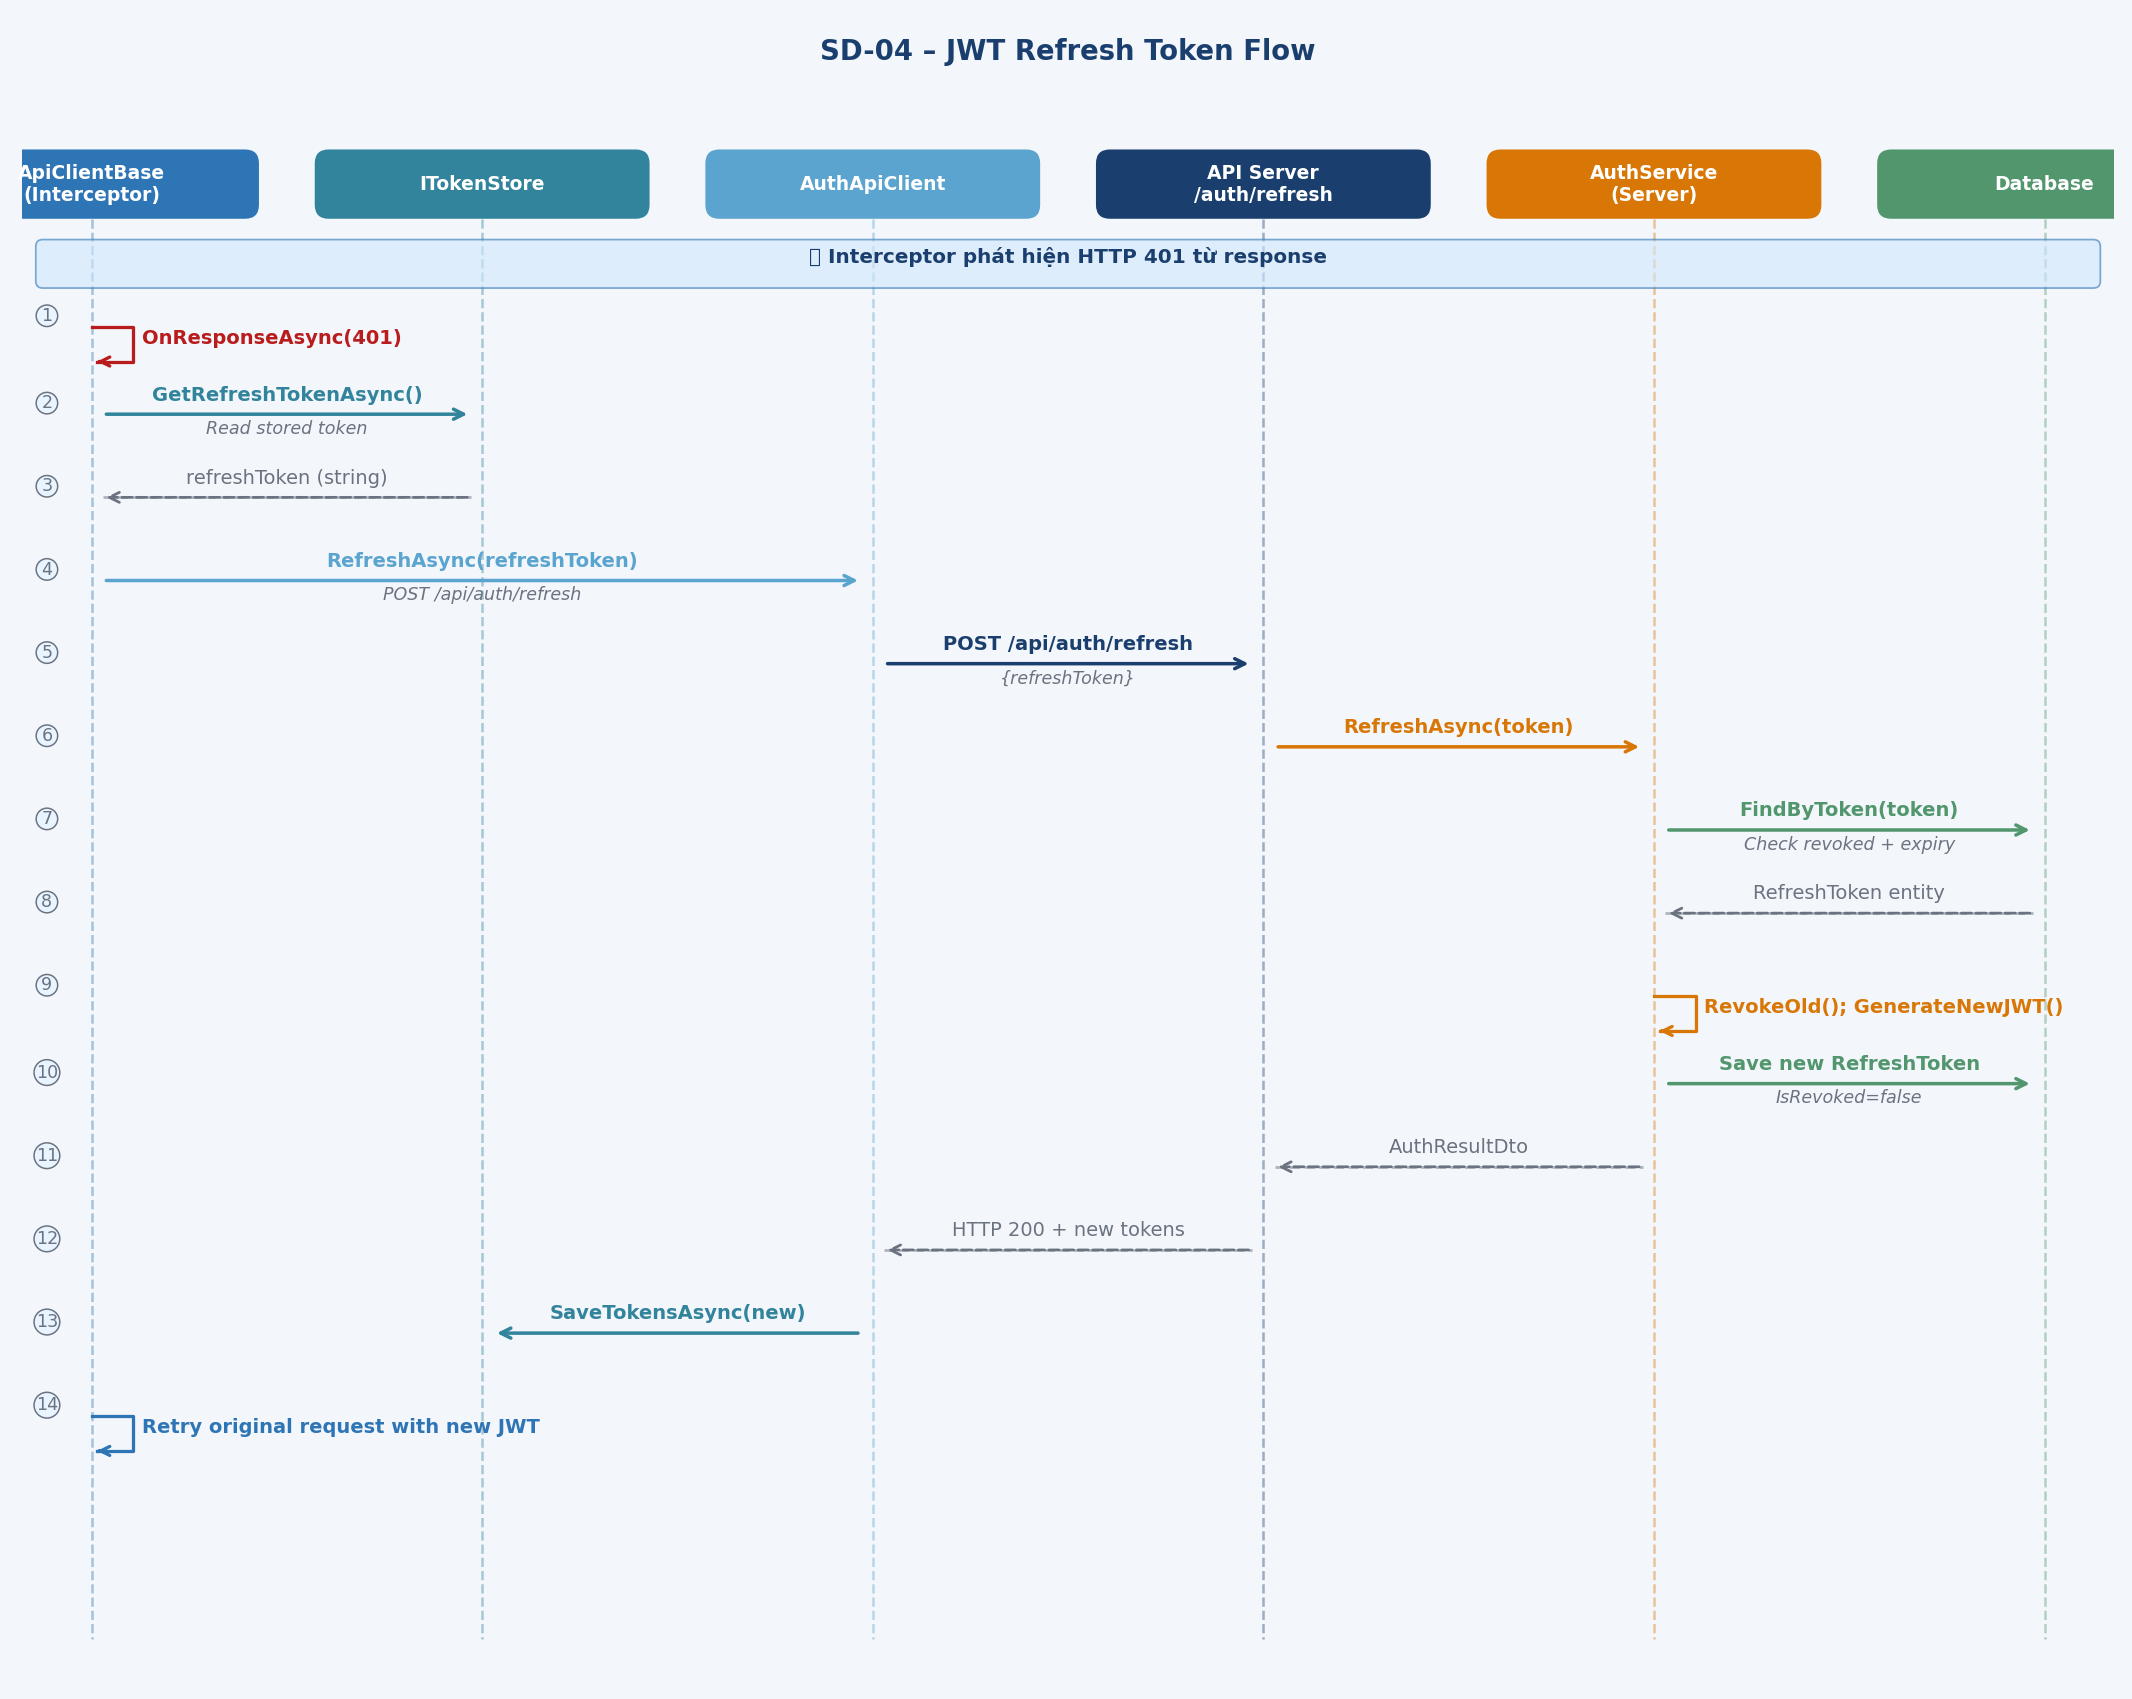 SD-04 – JWT Refresh Token Flow
ApiClientBase
(Interceptor)
ITokenStore
AuthApiClient
API Server
/auth/refresh
AuthService
(Server)
Database
Interceptor phát hiện HTTP 401 từ response
1
OnResponseAsync(401)
2
GetRefreshTokenAsync()
Read stored token
3
refreshToken (string)
4
RefreshAsync(refreshToken)
POST /api/auth/refresh
5
POST /api/auth/refresh
{refreshToken}
6
RefreshAsync(token)
7
FindByToken(token)
Check revoked + expiry
8
RefreshToken entity
9
RevokeOld(); GenerateNewJWT()
10
Save new RefreshToken
IsRevoked=false
11
AuthResultDto
12
HTTP 200 + new tokens
13
SaveTokensAsync(new)
14
Retry original request with new JWT